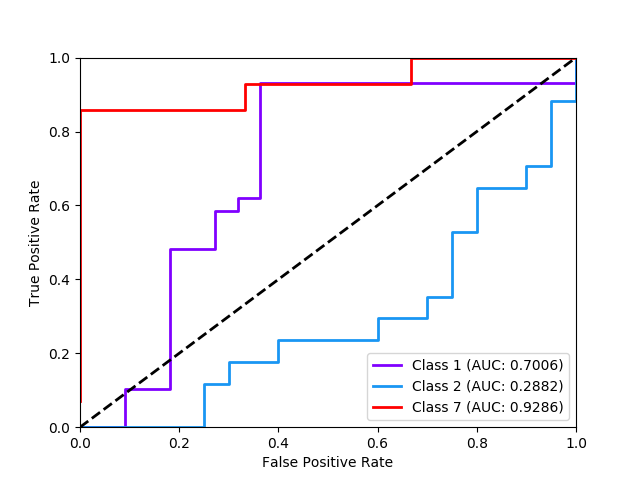 1.0
0.8
0.6
0.4
0.2
0.0
True Positive Rate
Class 1 (AUC: 0.7006)
Class 2 (AUC: 0.2882)
Class 7 (AUC: 0.9286)
0.0 0.2 0.4 0.6 0.8 1.0
False Positive Rate